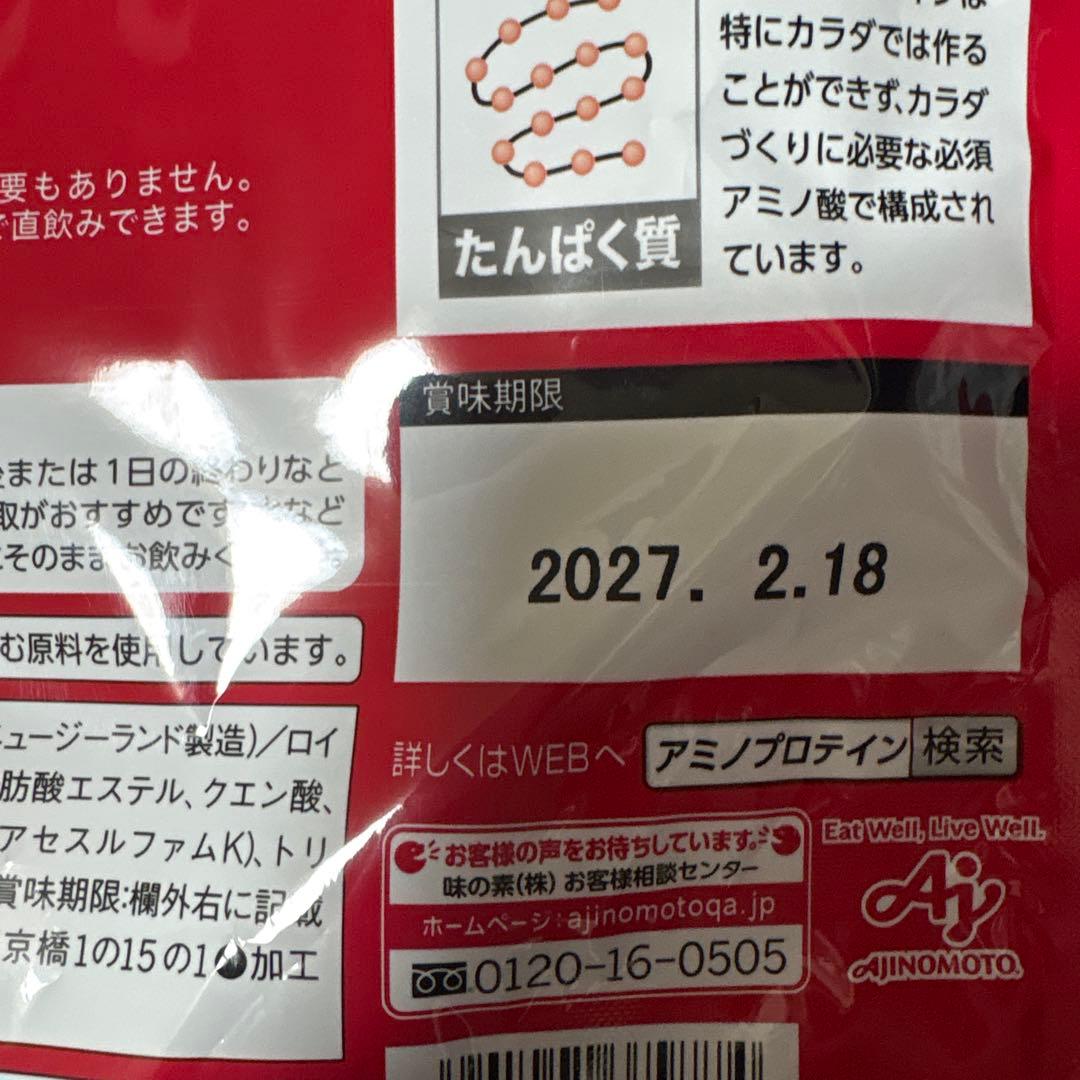 特にカラダでは作る
ことができず、カラダ
づくりに必要な必須
アミノ酸で構成され
ています。
たんぱく質
要もありません。
で直飲みできます。
賞味期限
2027. 2.18
または1日の終わりなど
取がおすすめです
そのまま お飲みく
む原料を使用しています。
ュージーランド製造)/ロイ
肪酸エステル、クエン酸、
アセスルファムK)、トリ
賞味期限:欄外右に記載
京橋1の15の1●加工
詳しくはWEBへ アミノプロテイン 検索
お客様の声をお待ちしています。
味の素(株) お客様相談センター
ホームページ:ajinomotoqa.jp
0120-16-0505
Eat Well, Live Well.
Aj
AJINOMOTO